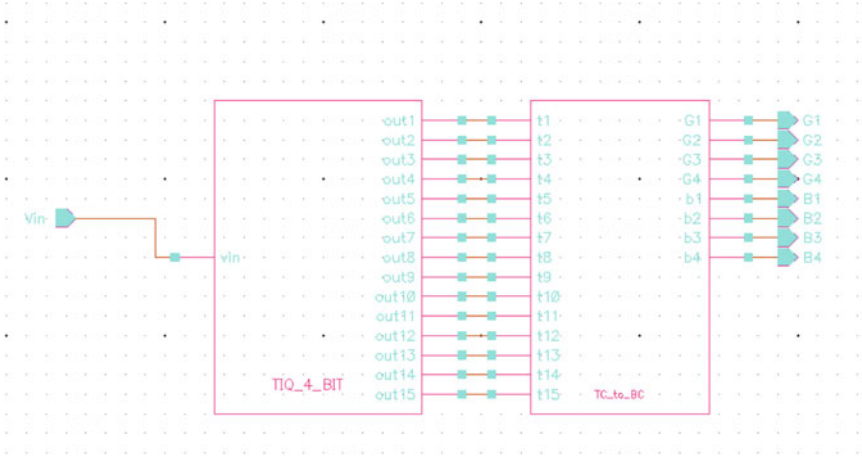 out1 t1 G1 G1
out2 t2 G2 G2
out3 t3 G3 G3
out4 t4 G4 G4
out5 t5 b1 B1
Vin out6 t6 b2 B2
out7 t7 b3 B3
vin out8 t8 b4 B4
out9 t9
out10 t10
out11 t11
out12 t12
out13 t13
TIQ_4_BIT out14 t14
out15 t15 TC_to_BC